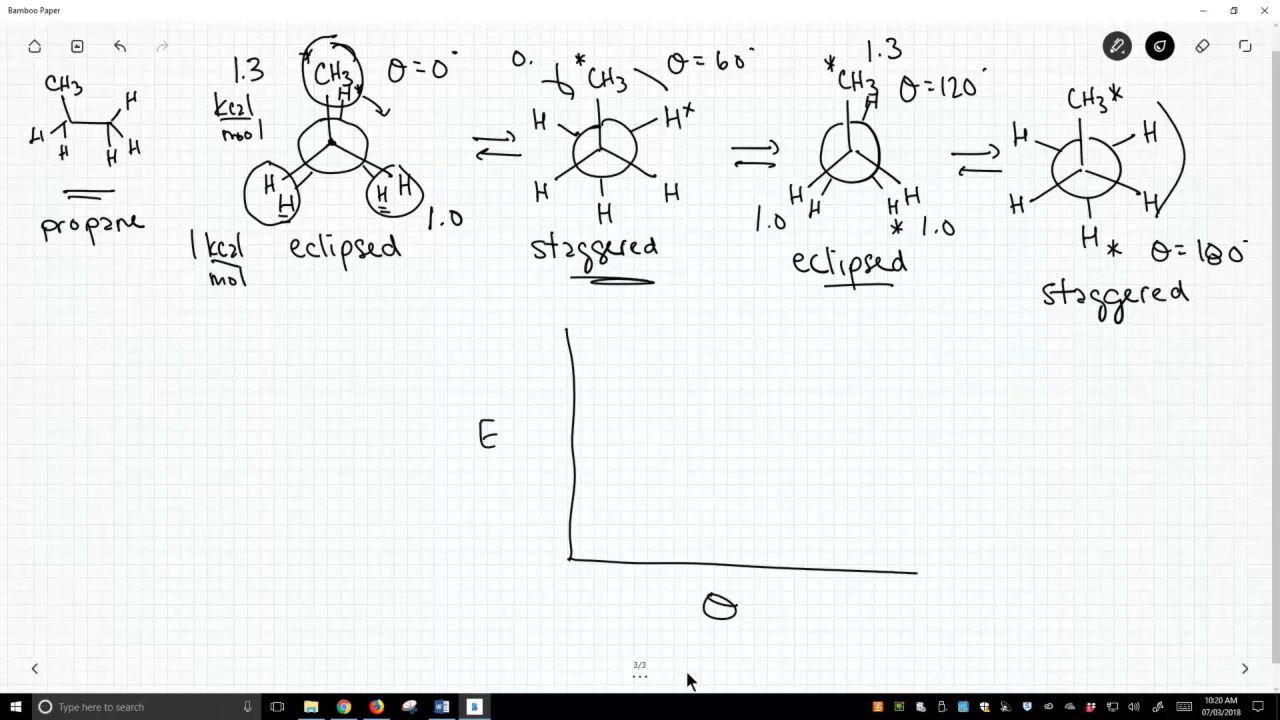 Bamboo Paper
CH3
H
H
H
H
H
propane
1.3
kcal
mol
*
CH3
H*
θ = 0°
H
H
H
H
1 kcal
mol
1.0
eclipsed
0.
*
CH3
θ = 60°
H
H*
H
H
H
staggered
1.3
*
CH3
H
θ = 120°
H
H
H
H
*
1.0
1.0
eclipsed
CH3*
H
H
H
H
H *
θ = 180°
staggered
E
θ
3/3
Type here to search
10:20 AM
07/03/2018